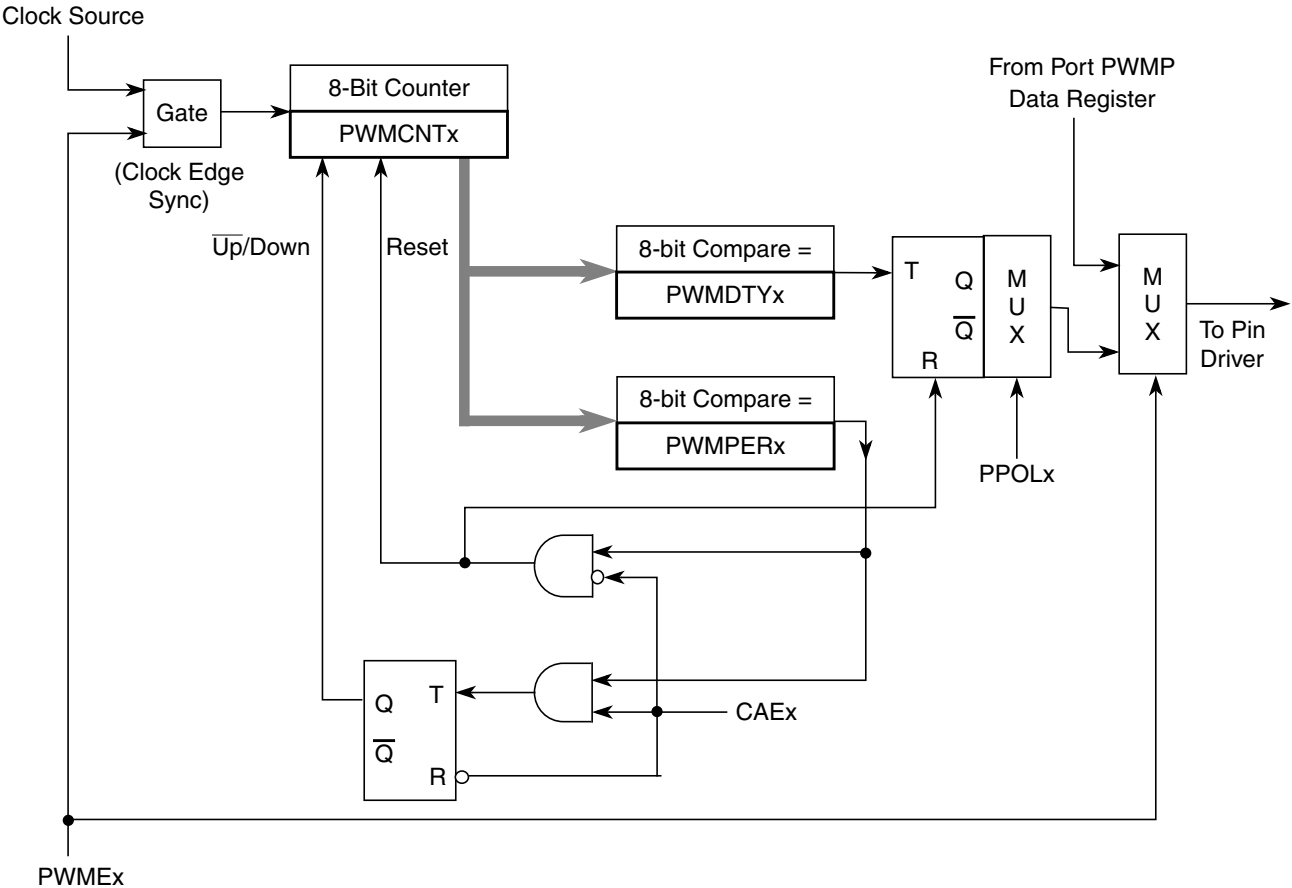 Clock Source
From Port PWMP
Data Register
8-Bit Counter
PWMCNTx
Gate
(Clock Edge
Sync)
U̅p̅/Down
Reset
8-bit Compare =
PWMDTYx
T
Q
Q̅
R
M
U
X
M
U
X
To Pin
Driver
8-bit Compare =
PWMPERx
PPOLx
Q
T
Q̅
R
CAEx
PWMEx